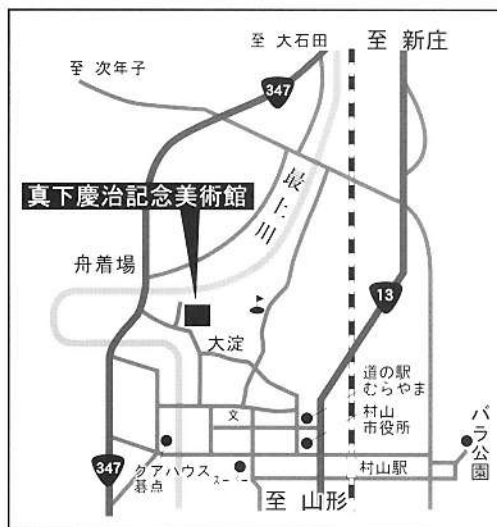 至 大石田
至 新庄
至 次年子
347
最上川
真下慶治記念美術館
舟着場
13
大淀
道の駅
むらやま
文
村山
市役所
バラ公園
347
クアハウス
碁点
スーパー
村山駅
至 山形